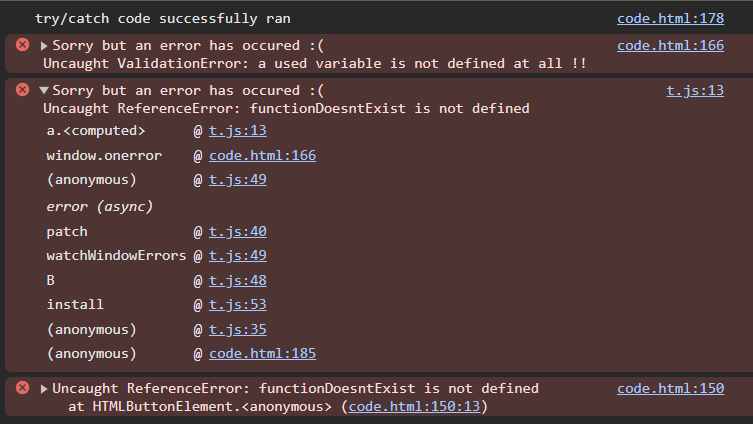 try/catch code successfully ran code.html:178
Sorry but an error has occured :( code.html:166
Uncaught ValidationError: a used variable is not defined at all !!
Sorry but an error has occured :( t.js:13
Uncaught ReferenceError: functionDoesntExist is not defined
a.<computed> @ t.js:13
window.onerror @ code.html:166
(anonymous) @ t.js:49
error (async)
patch @ t.js:40
watchWindowErrors @ t.js:49
B @ t.js:48
install @ t.js:53
(anonymous) @ t.js:35
(anonymous) @ code.html:185
Uncaught ReferenceError: functionDoesntExist is not defined code.html:150
at HTMLButtonElement.<anonymous> (code.html:150:13)